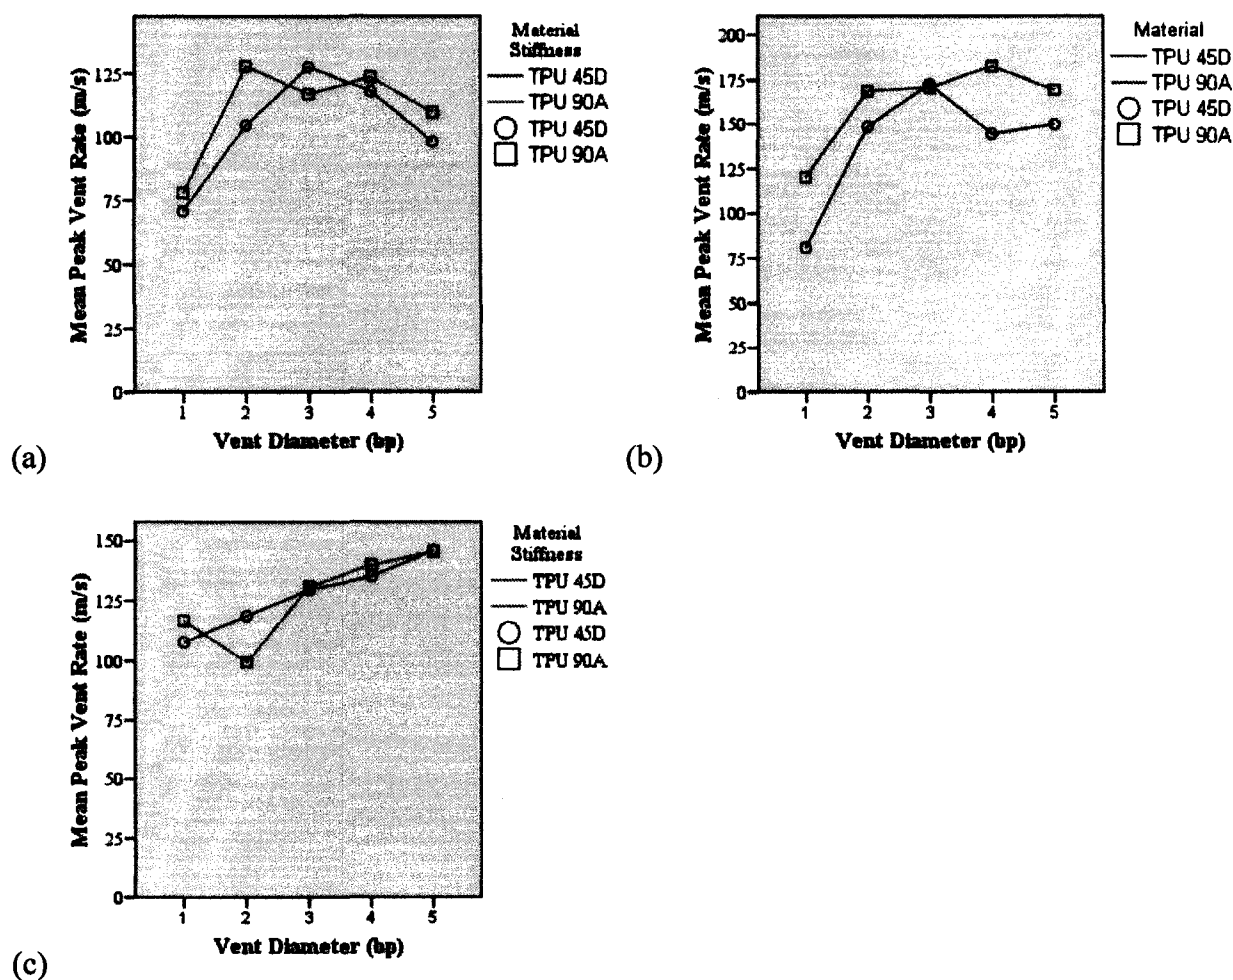 Material
Stiffness
TPU 45D
TPU 90A
TPU 45D
TPU 90A
125
100
75
50
25
0
Mean Peak Vent Rate (m/s)
1 2 3 4 5
Vent Diameter (bp)
(a)
Material
TPU 45D
TPU 90A
TPU 45D
TPU 90A
200
175
150
125
100
75
50
25
0
Mean Peak Vent Rate (m/s)
1 2 3 4 5
Vent Diameter (bp)
(b)
Material
Stiffness
TPU 45D
TPU 90A
TPU 45D
TPU 90A
150
125
100
75
50
25
0
Mean Peak Vent Rate (m/s)
1 2 3 4 5
Vent Diameter (bp)
(c)